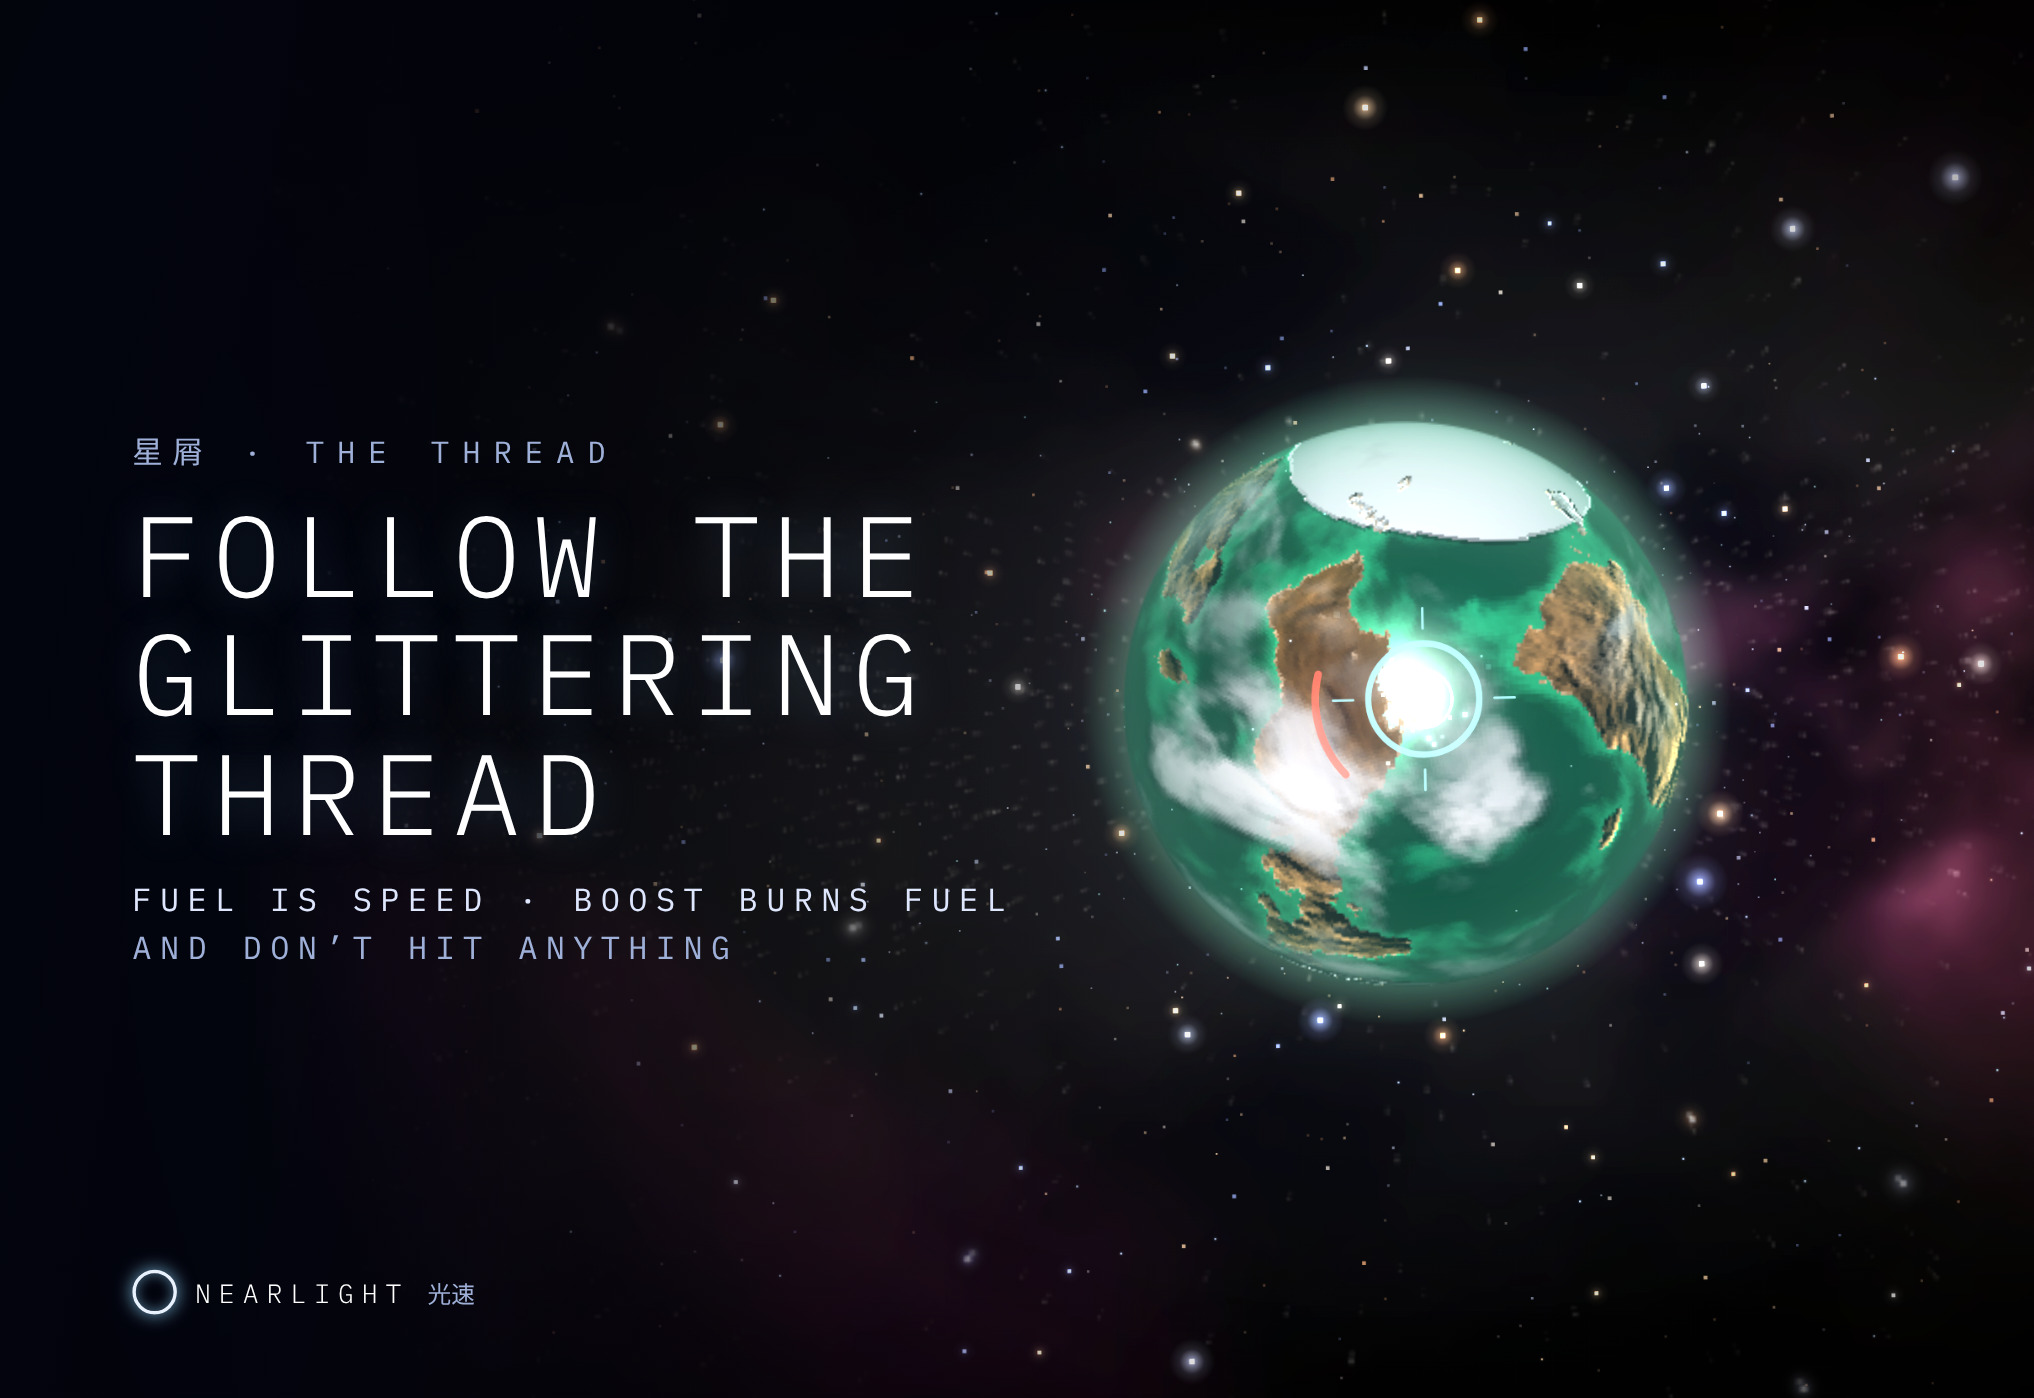 星屑 · THE THREAD
FOLLOW THE
GLITTERING
THREAD
FUEL IS SPEED · BOOST BURNS FUEL
AND DON’T HIT ANYTHING
NEARLIGHT 光速